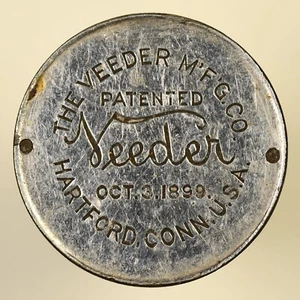 THE VEEDER M'F'G. CO
PATENTED
Veeder
OCT. 3. 1899.
HARTFORD. CONN. U.S.A.